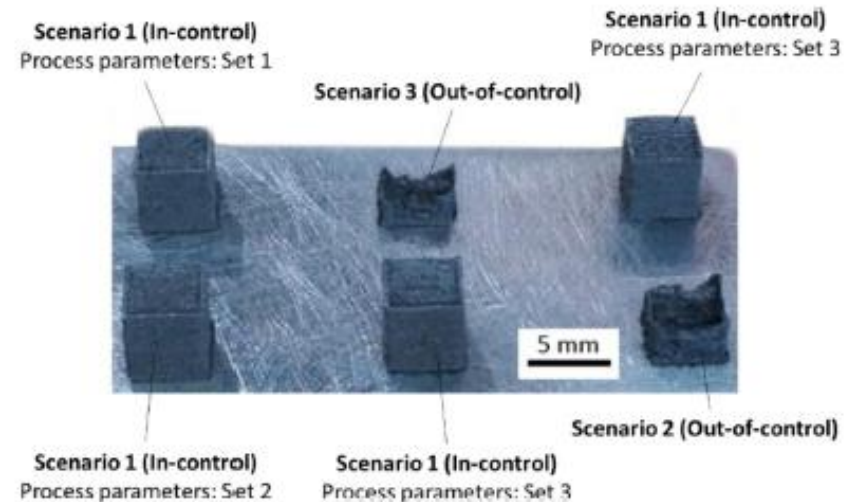 Scenario 1 (In-control)
Process parameters: Set 1
Scenario 3 (Out-of-control)
Scenario 1 (In-control)
Process parameters: Set 3
5 mm
Scenario 2 (Out-of-control)
Scenario 1 (In-control)
Process parameters: Set 2
Scenario 1 (In-control)
Process parameters: Set 3